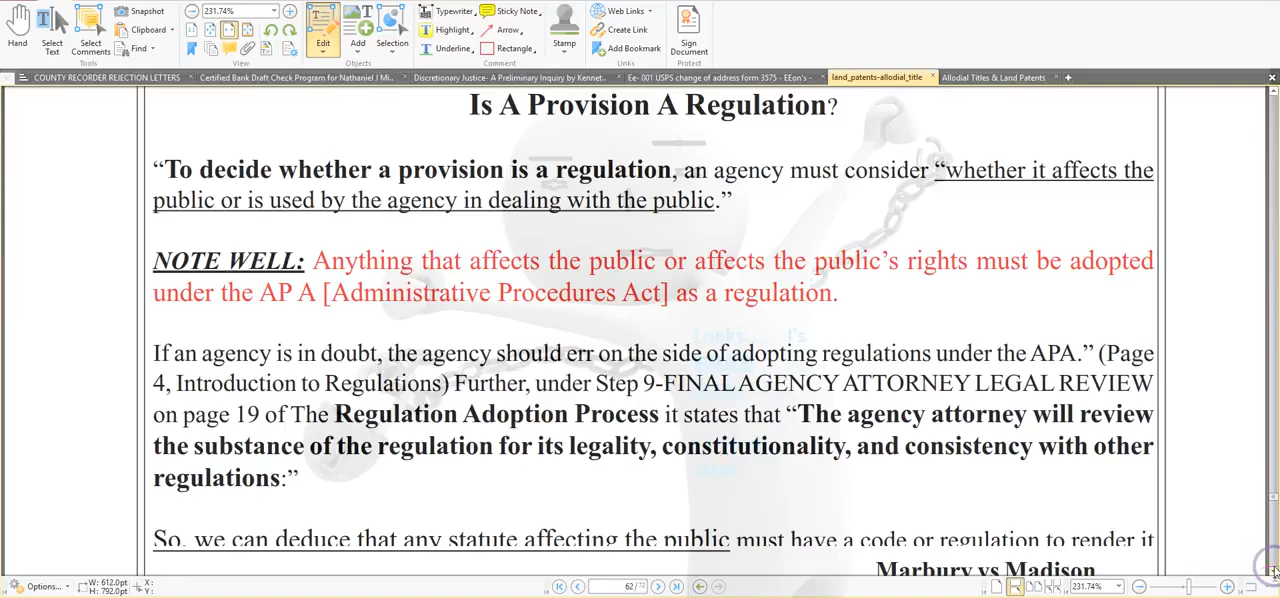 Snapshot
Clipboard
Find
Hand
Select
Text
Select
Comments
Tools
231.74%
View
Edit
Add
Selection
Objects
Typewriter
Highlight
Underline
Sticky Note
Arrow
Rectangle
Comment
Stamp
Web Links
Create Link
Add Bookmark
Links
Sign
Document
Protect
COUNTY RECORDER REJECTION LETTERS
Certified Bank Draft Check Program for Nathaniel J Mi...
Discretionary Justice- A Preliminary Inquiry by Kennet...
Ee- 001 USPS change of address form 3575 - EEon's -
land_patents-allodial_title
Allodial Titles & Land Patents
Is A Provision A Regulation?
“To decide whether a provision is a regulation, an agency must consider “whether it affects the
public or is used by the agency in dealing with the public.”
NOTE WELL: Anything that affects the public or affects the public’s rights must be adopted
under the AP A [Administrative Procedures Act] as a regulation.
If an agency is in doubt, the agency should err on the side of adopting regulations under the APA.” (Page
4, Introduction to Regulations) Further, under Step 9-FINAL AGENCY ATTORNEY LEGAL REVIEW
on page 19 of The Regulation Adoption Process it states that “The agency attorney will review
the substance of the regulation for its legality, constitutionality, and consistency with other
regulations:”
So, we can deduce that any statute affecting the public must have a code or regulation to render it
Marbury vs Madison
Options...
W: 612.0pt
H: 792.0pt
X:
Y:
62 / 72
231.74%